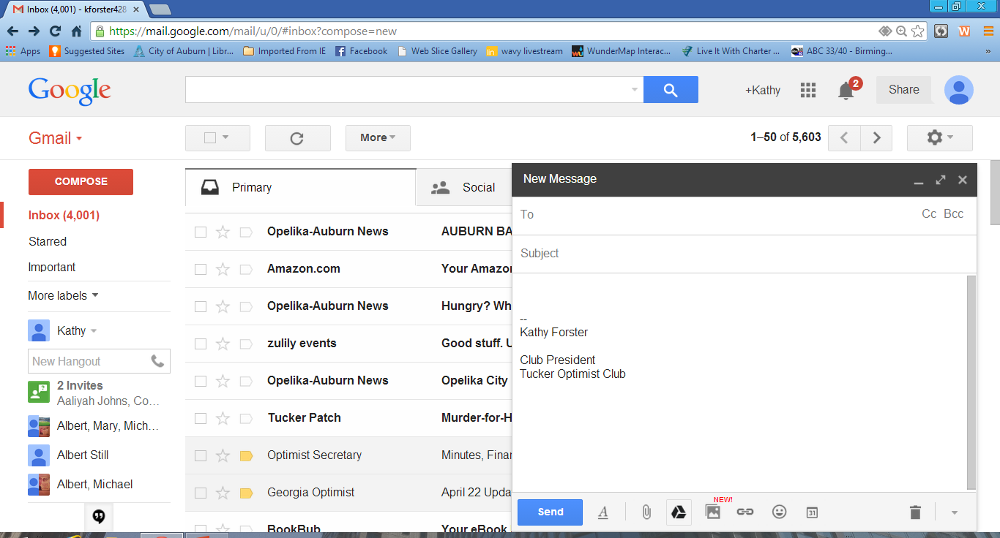 Inbox (4,001) - kforster428
https://mail.google.com/mail/u/0/#inbox?compose=new
Apps Suggested Sites City of Auburn | Libr... Imported From IE Facebook Web Slice Gallery wavy livestream WunderMap Interac... Live It With Charter ... ABC 33/40 - Birming... »
Google
+Kathy
2
Share
Gmail
More
1–50 of 5,603
COMPOSE
Inbox (4,001)
Starred
Important
More labels
Kathy
New Hangout
2 Invites
Aaliyah Johns, Co...
Albert, Mary, Mich...
Albert Still
Albert, Michael
Primary
Social
Opelika-Auburn News AUBURN BA
Amazon.com Your Amazon
Opelika-Auburn News Hungry? Wh
zulily events Good stuff. U
Opelika-Auburn News Opelika City
Tucker Patch Murder-for-H
Optimist Secretary Minutes, Finan
Georgia Optimist April 22 Upda
BookBub Your eBook
New Message
To
Cc Bcc
Subject
--
Kathy Forster
Club President
Tucker Optimist Club
NEW!
Send
A
31